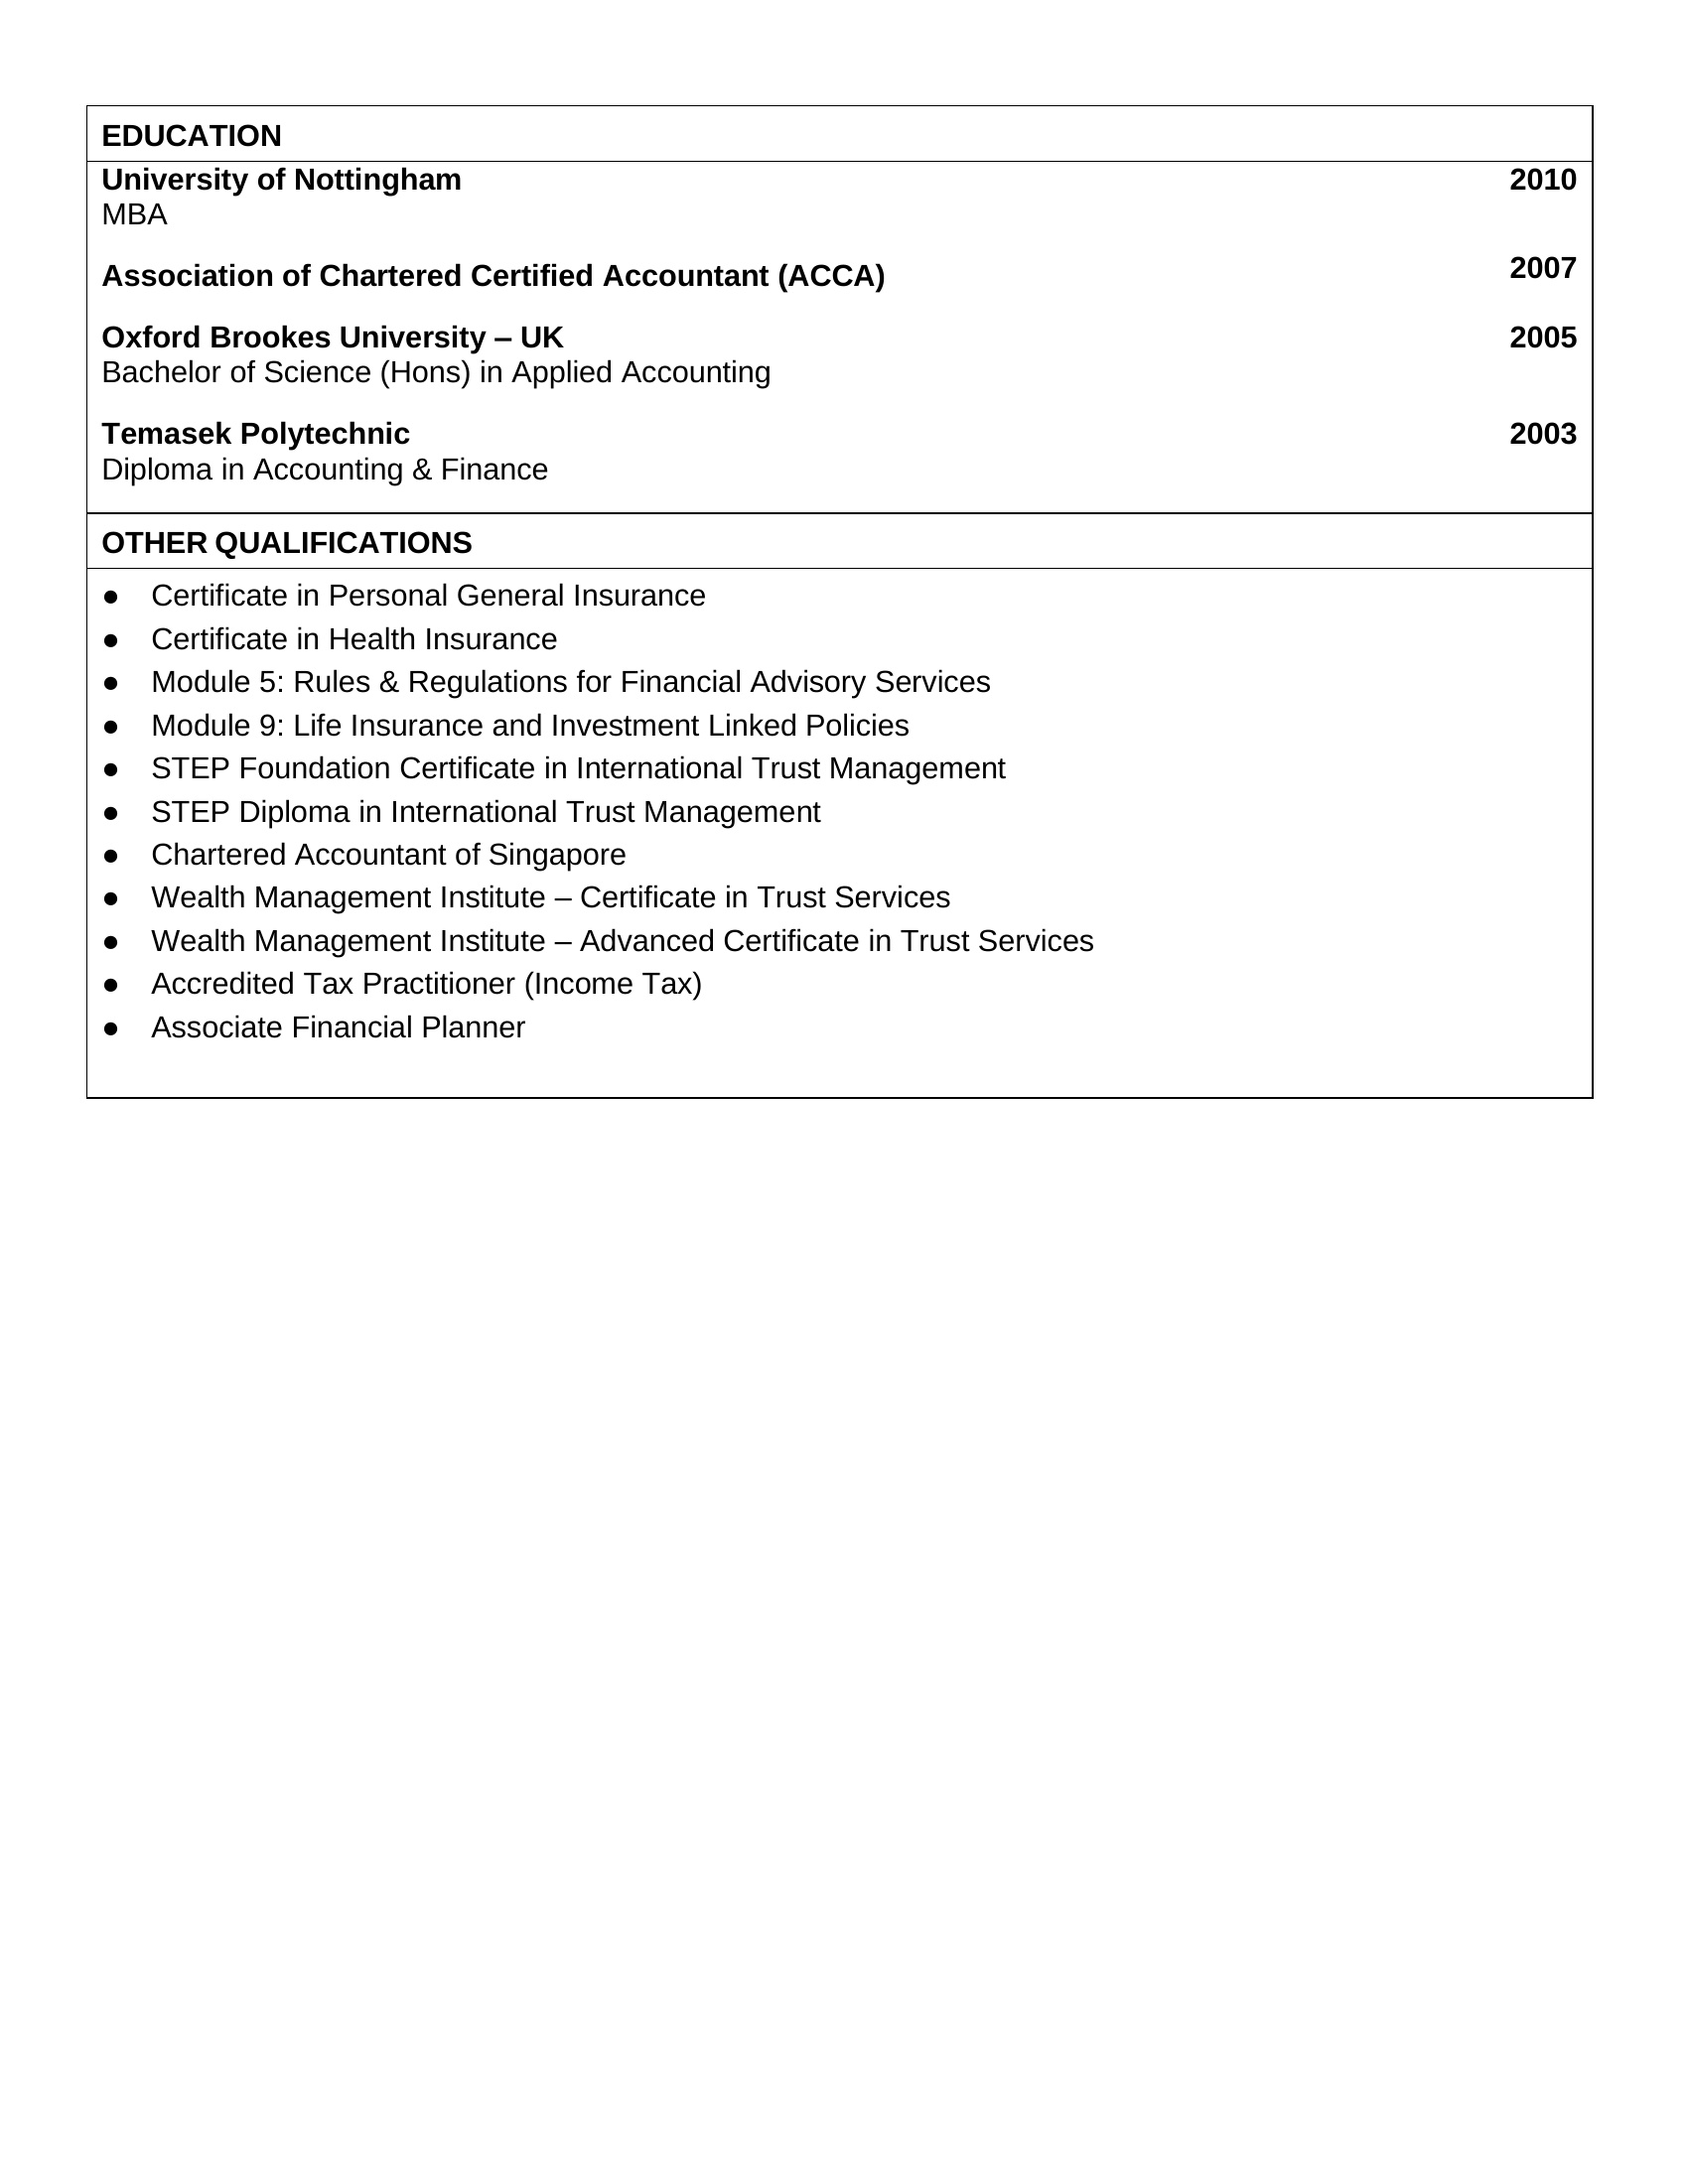 EDUCATION
University of Nottingham 2010
MBA
Association of Chartered Certified Accountant (ACCA) 2007
Oxford Brookes University – UK 2005
Bachelor of Science (Hons) in Applied Accounting
Temasek Polytechnic 2003
Diploma in Accounting & Finance
OTHER QUALIFICATIONS
● Certificate in Personal General Insurance
● Certificate in Health Insurance
● Module 5: Rules & Regulations for Financial Advisory Services
● Module 9: Life Insurance and Investment Linked Policies
● STEP Foundation Certificate in International Trust Management
● STEP Diploma in International Trust Management
● Chartered Accountant of Singapore
● Wealth Management Institute – Certificate in Trust Services
● Wealth Management Institute – Advanced Certificate in Trust Services
● Accredited Tax Practitioner (Income Tax)
● Associate Financial Planner